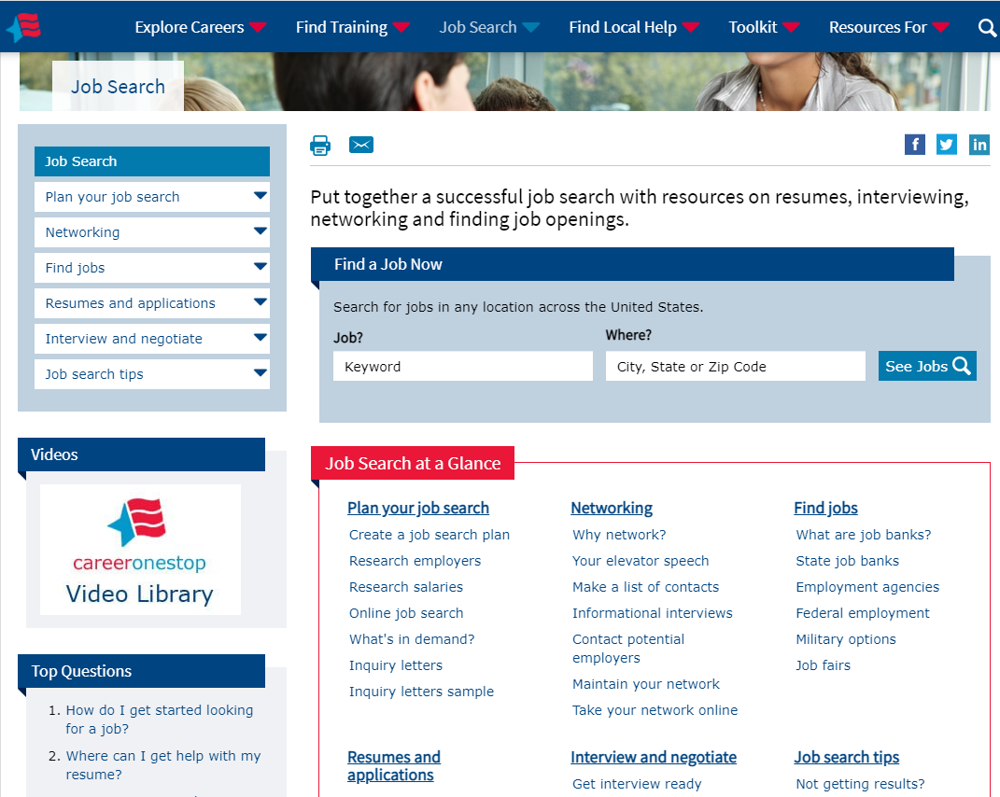 Explore Careers
Find Training
Job Search
Find Local Help
Toolkit
Resources For
Job Search
Job Search
Plan your job search
Networking
Find jobs
Resumes and applications
Interview and negotiate
Job search tips
Videos
careeronestop
Video Library
Top Questions
1. How do I get started looking
for a job?
2. Where can I get help with my
resume?
f
in
Put together a successful job search with resources on resumes, interviewing,
networking and finding job openings.
Find a Job Now
Search for jobs in any location across the United States.
Job?
Where?
Keyword
City, State or Zip Code
See Jobs
Job Search at a Glance
Plan your job search
Create a job search plan
Research employers
Research salaries
Online job search
What's in demand?
Inquiry letters
Inquiry letters sample
Networking
Why network?
Your elevator speech
Make a list of contacts
Informational interviews
Contact potential
employers
Maintain your network
Take your network online
Find jobs
What are job banks?
State job banks
Employment agencies
Federal employment
Military options
Job fairs
Resumes and
applications
Interview and negotiate
Get interview ready
Job search tips
Not getting results?